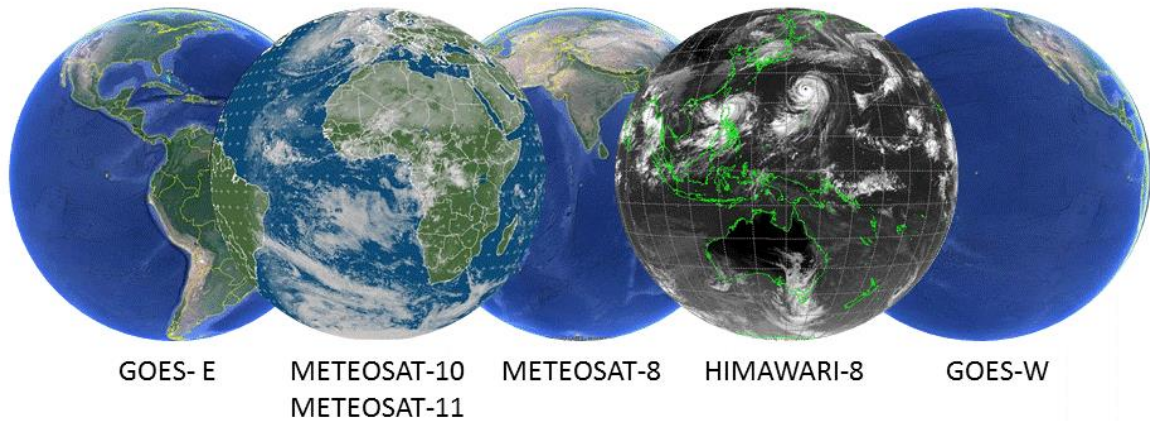 GOES- E
METEOSAT-10
METEOSAT-11
METEOSAT-8
HIMAWARI-8
GOES-W